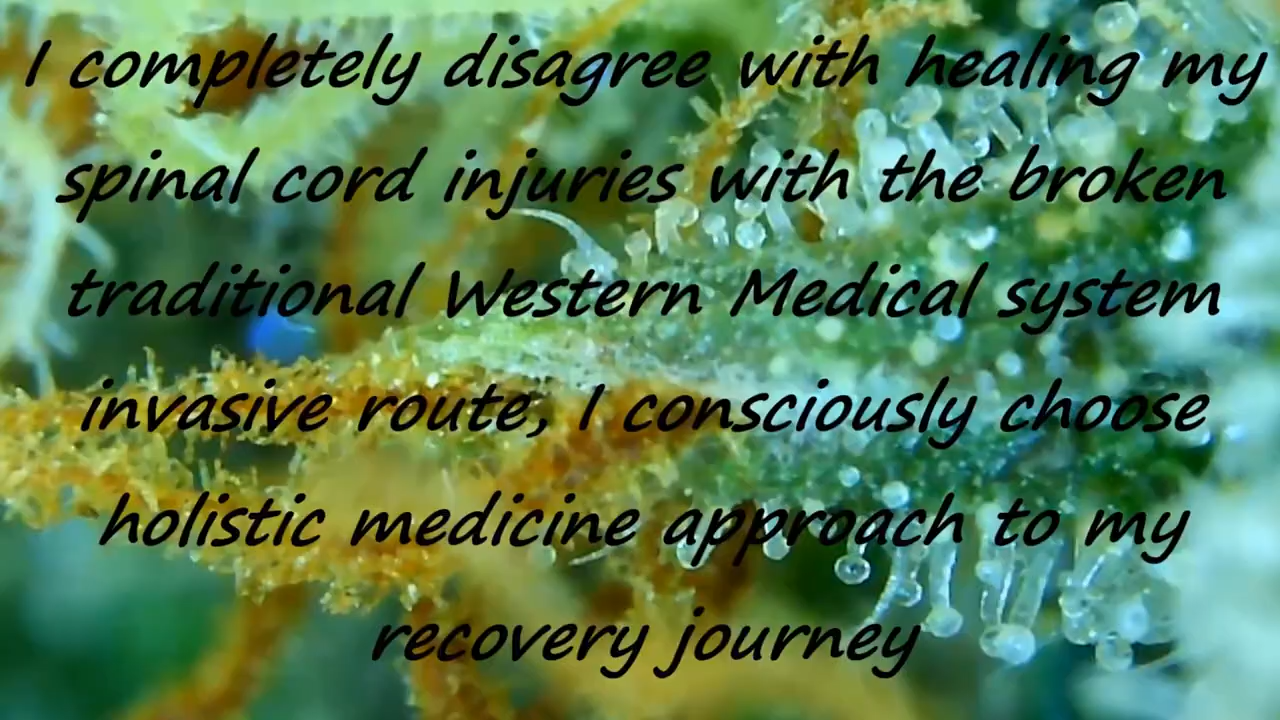 I completely disagree with healing my
spinal cord injuries with the broken
traditional Western Medical system
invasive route, I consciously choose
holistic medicine approach to my
recovery journey